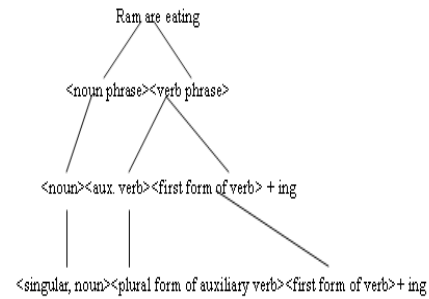 Ram are eating
<noun phrase><verb phrase>
<noun><aux. verb><first form of verb> + ing
<singular, noun><plural form of auxiliary verb><first form of verb>+ ing